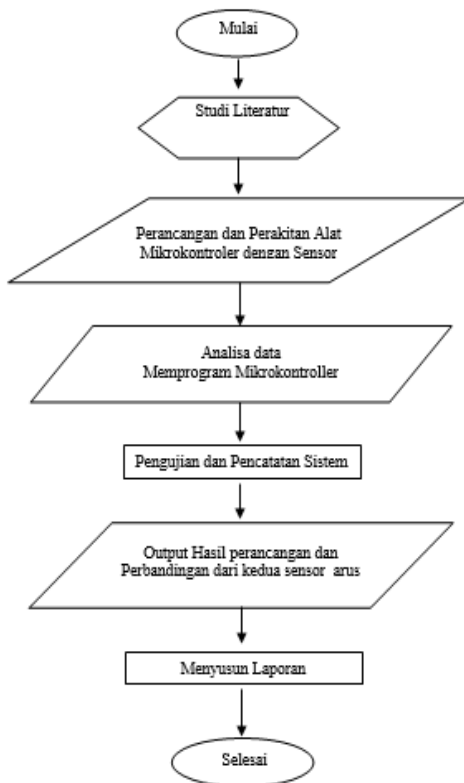 Mulai
Studi Literatur
Perancangan dan Perakitan Alat
Mikrokontroler dengan Sensor
Analisa data
Memprogram Mikrokontroller
Pengujian dan Pencatatan Sistem
Output Hasil perancangan dan
Perbandingan dari kedua sensor arus
Menyusun Laporan
Selesai